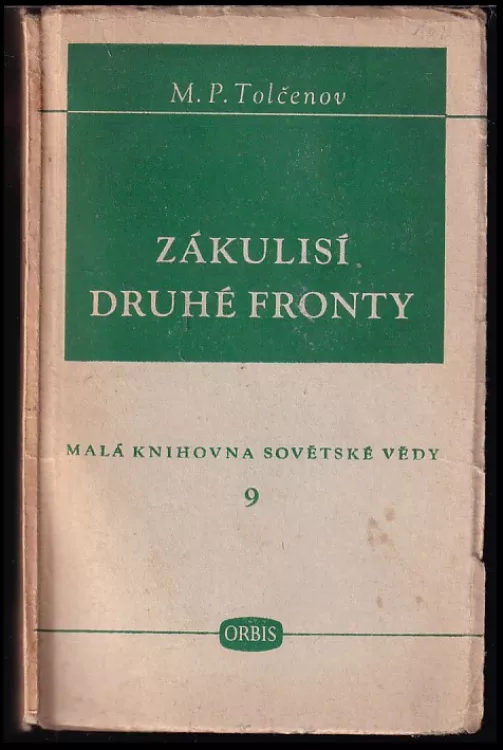 M. P. Tolčenov
ZÁKULISÍ
DRUHÉ FRONTY
MALÁ KNIHOVNA SOVĚTSKÉ VĚDY
9
ORBIS